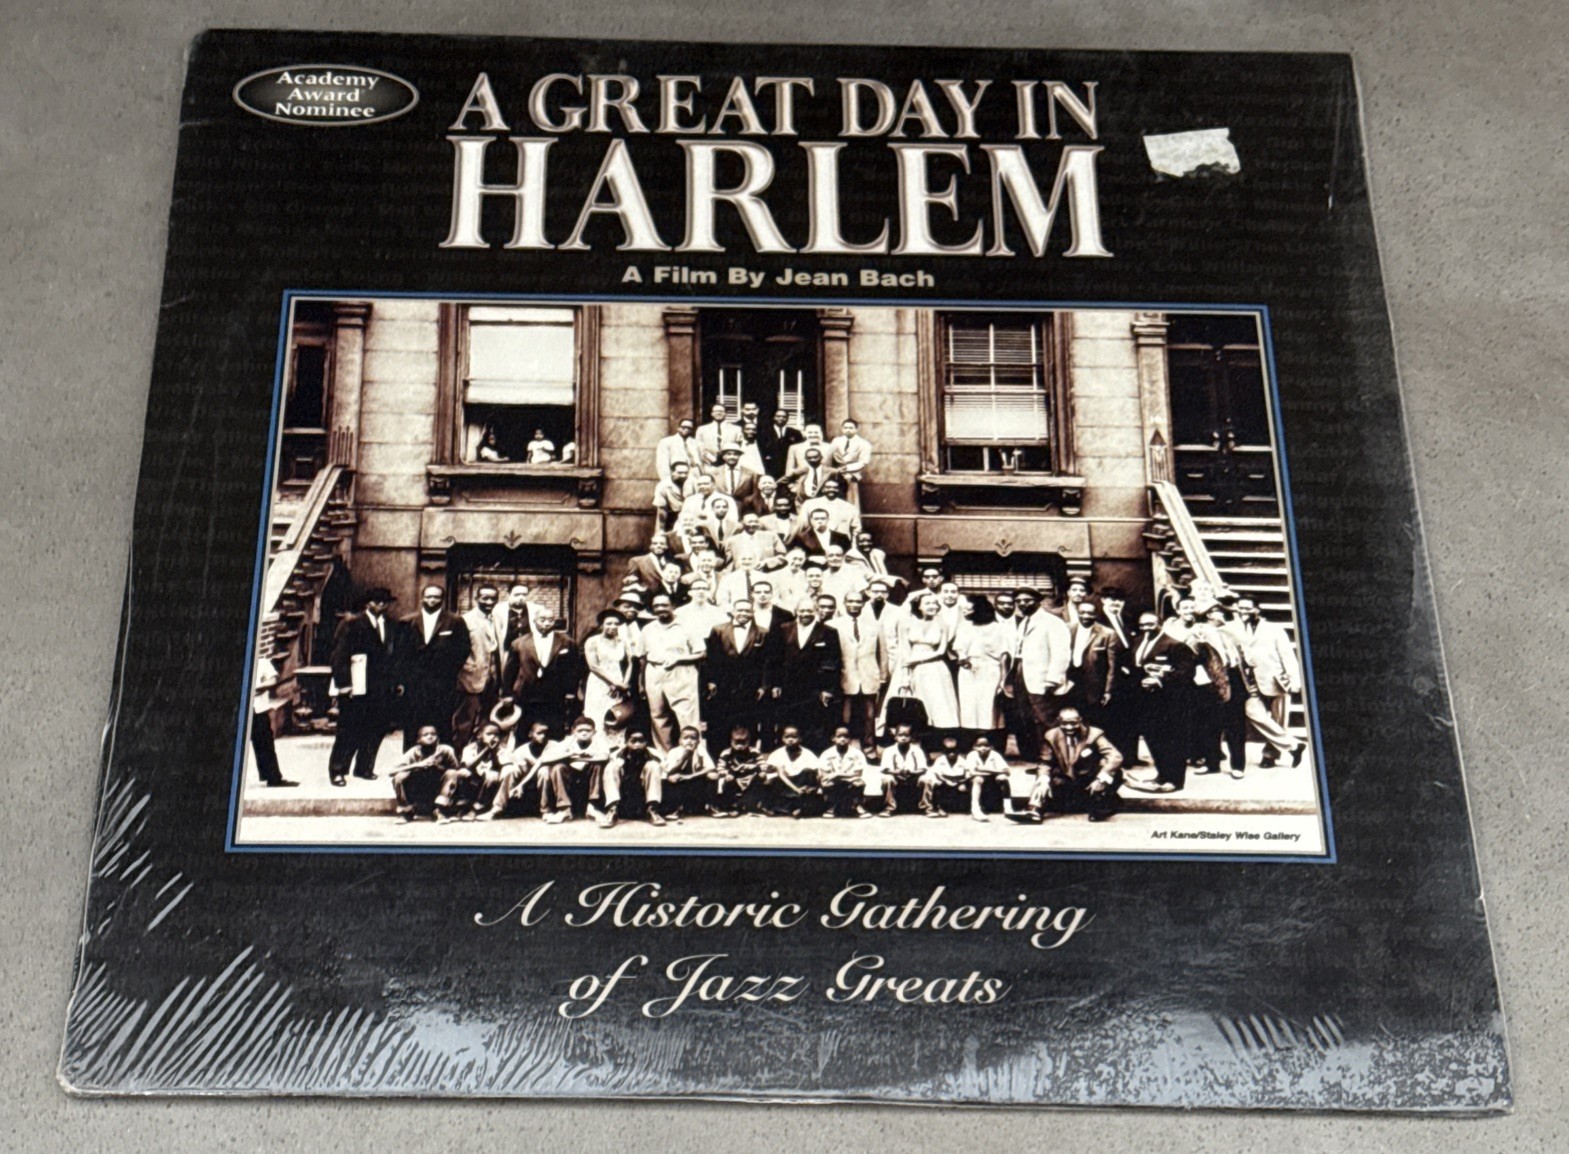 Academy
Award
Nominee
A GREAT DAY IN
HARLEM
A Film By Jean Bach
Art Kane/Staley Wise Gallery
A Historic Gathering
of Jazz Greats